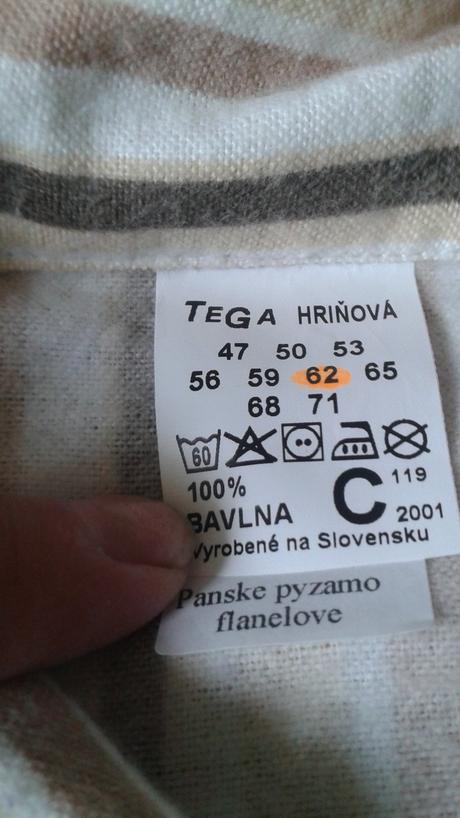 TEGA HRIŇOVÁ
47 50 53
56 59 62 65
68 71
60
100%
BAVLNA
C 119
2001
Vyrobené na Slovensku
Panske pyzamo
flanelove